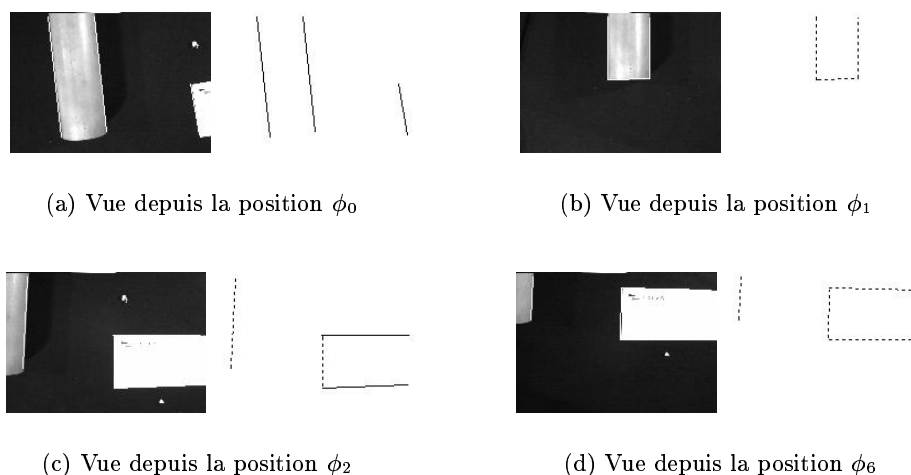 (a) Vue depuis la position ϕ₀
(b) Vue depuis la position ϕ₁
(c) Vue depuis la position ϕ₂
(d) Vue depuis la position ϕ₆